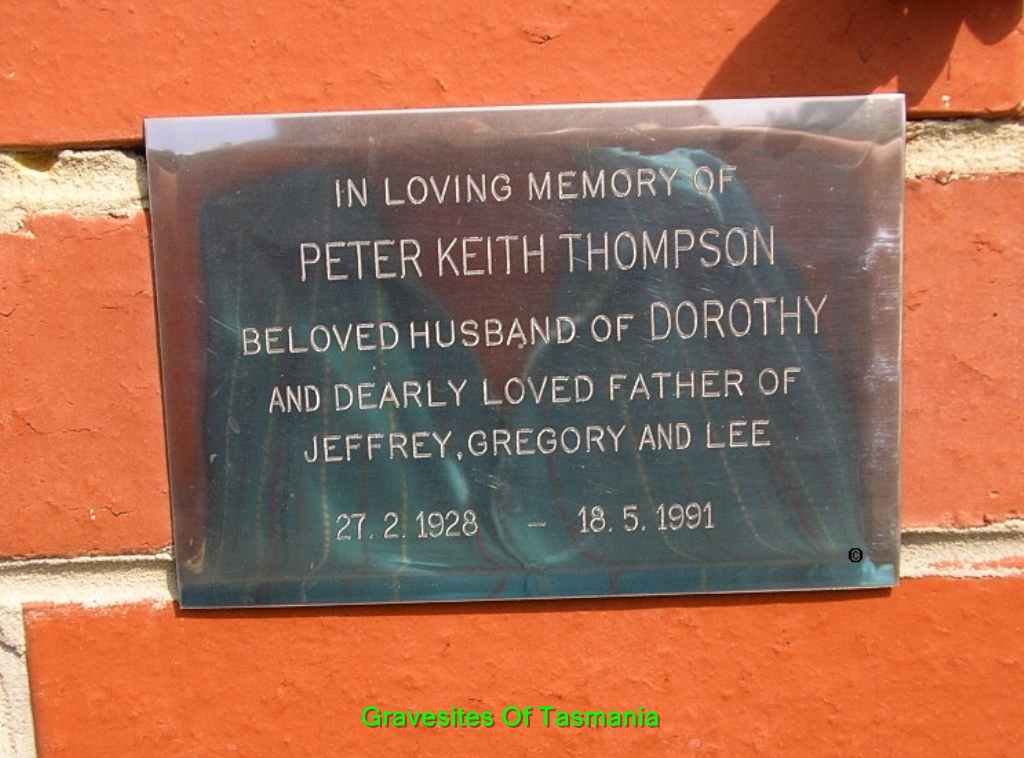 IN LOVING MEMORY OF
PETER KEITH THOMPSON
BELOVED HUSBAND OF DOROTHY
AND DEARLY LOVED FATHER OF
JEFFREY, GREGORY AND LEE
27. 2. 1928 – 18. 5. 1991
©
Gravesites Of Tasmania